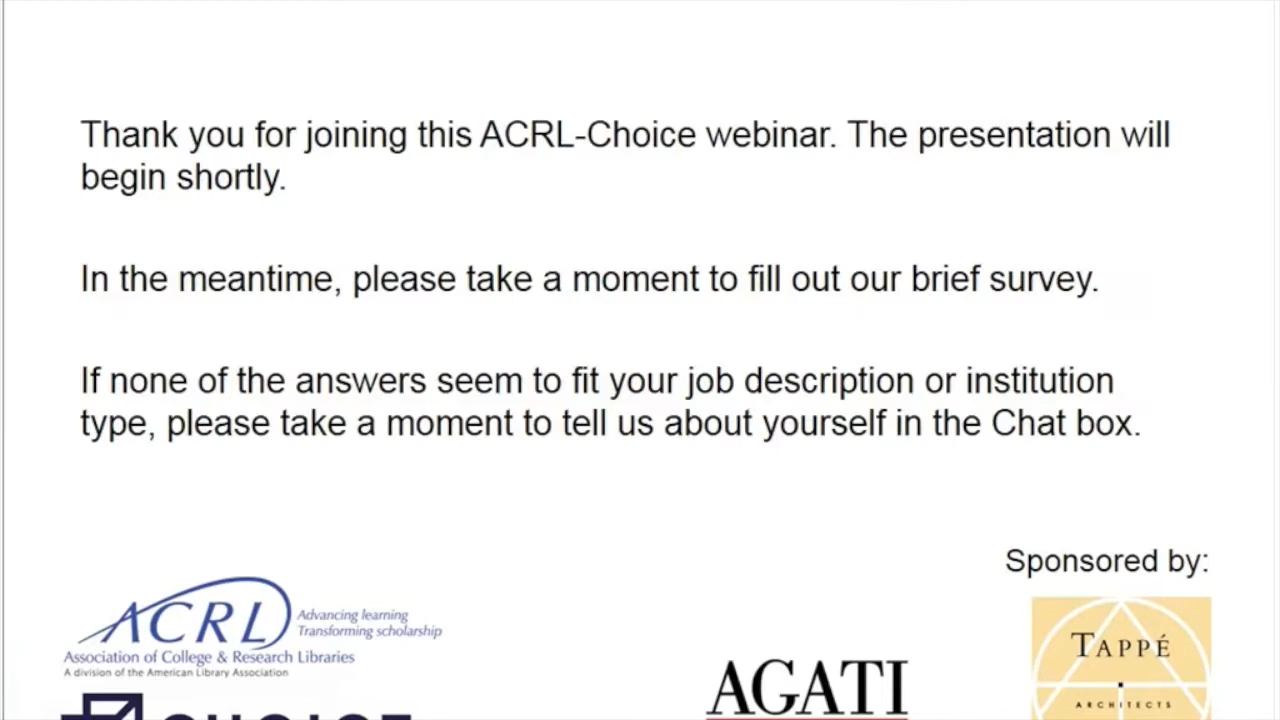 Thank you for joining this ACRL-Choice webinar. The presentation will
begin shortly.
In the meantime, please take a moment to fill out our brief survey.
If none of the answers seem to fit your job description or institution
type, please take a moment to tell us about yourself in the Chat box.
Sponsored by:
ACRL
Advancing learning
Transforming scholarship
Association of College & Research Libraries
A division of the American Library Association
CHOICE
AGATI
TAPPÉ
ARCHITECTS